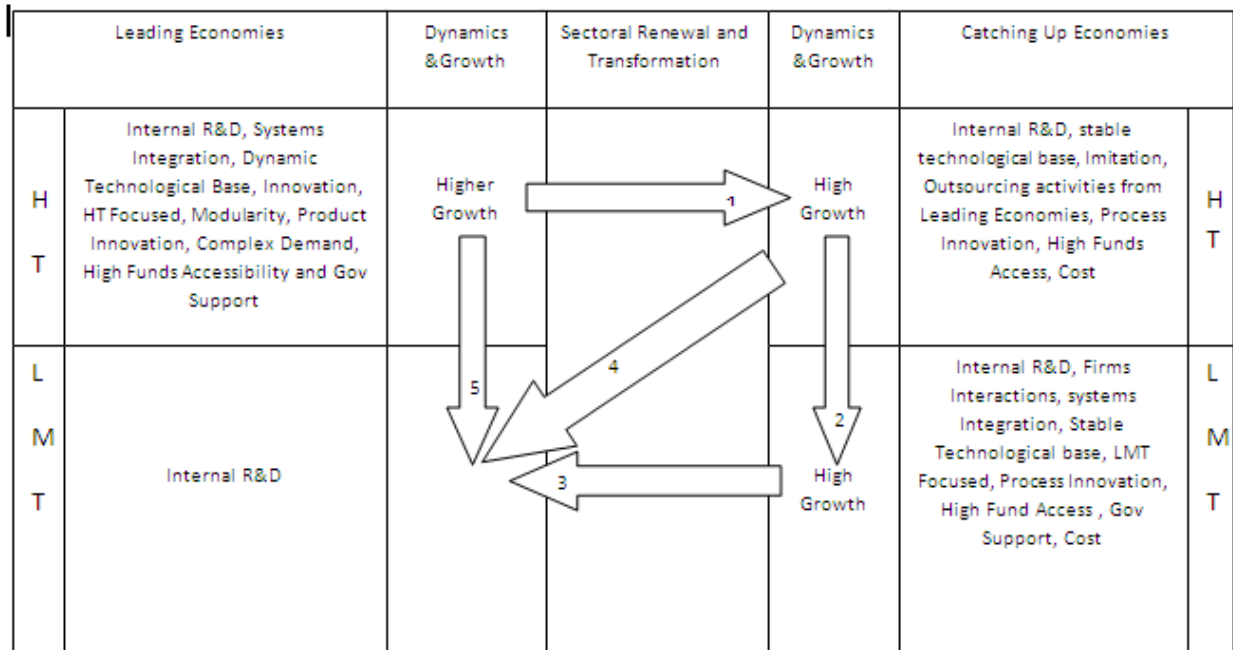 Leading Economies
Dynamics
&Growth
Sectoral Renewal and
Transformation
Dynamics
&Growth
Catching Up Economies
H
T
Internal R&D, Systems
Integration, Dynamic
Technological Base, Innovation,
HT Focused, Modularity, Product
Innovation, Complex Demand,
High Funds Accessibility and Gov
Support
Higher
Growth
1
High
Growth
Internal R&D, stable
technological base, Imitation,
Outsourcing activities from
Leading Economies, Process
Innovation, High Funds
Access, Cost
H
T
L
M
T
Internal R&D
5
4
3
2
High
Growth
Internal R&D, Firms
Interactions, systems
Integration, Stable
Technological base, LMT
Focused, Process Innovation,
High Fund Access , Gov
Support, Cost
L
M
T